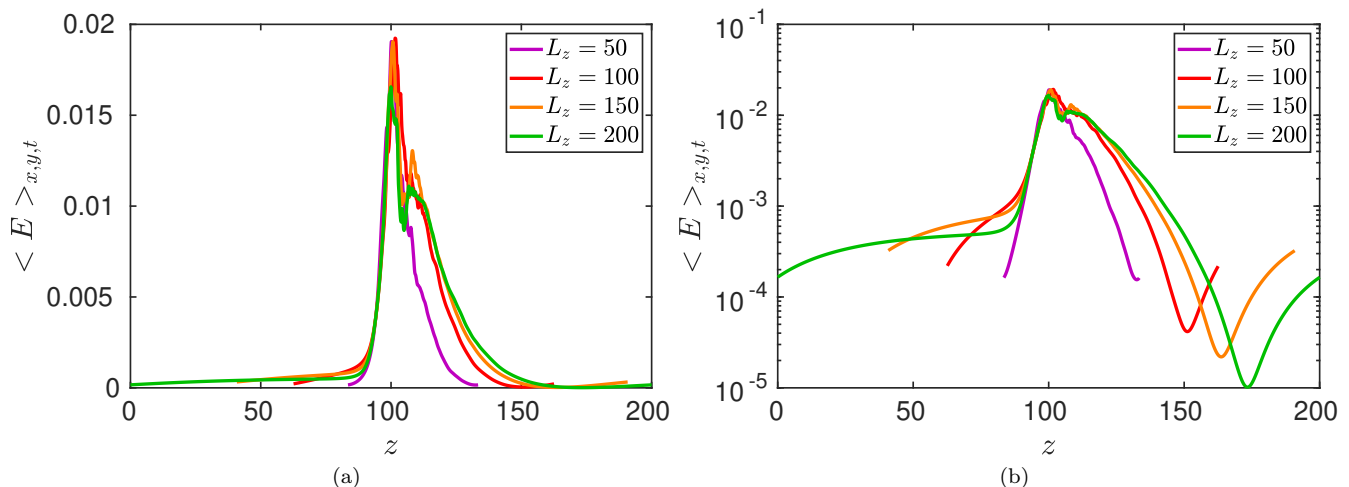 0.02
0.015
0.01
0.005
0
0 50 100 150 200
z
< E >x,y,t
L_z = 50
L_z = 100
L_z = 150
L_z = 200
(a)
10^-1
10^-2
10^-3
10^-4
10^-5
0 50 100 150 200
z
< E >x,y,t
L_z = 50
L_z = 100
L_z = 150
L_z = 200
(b)